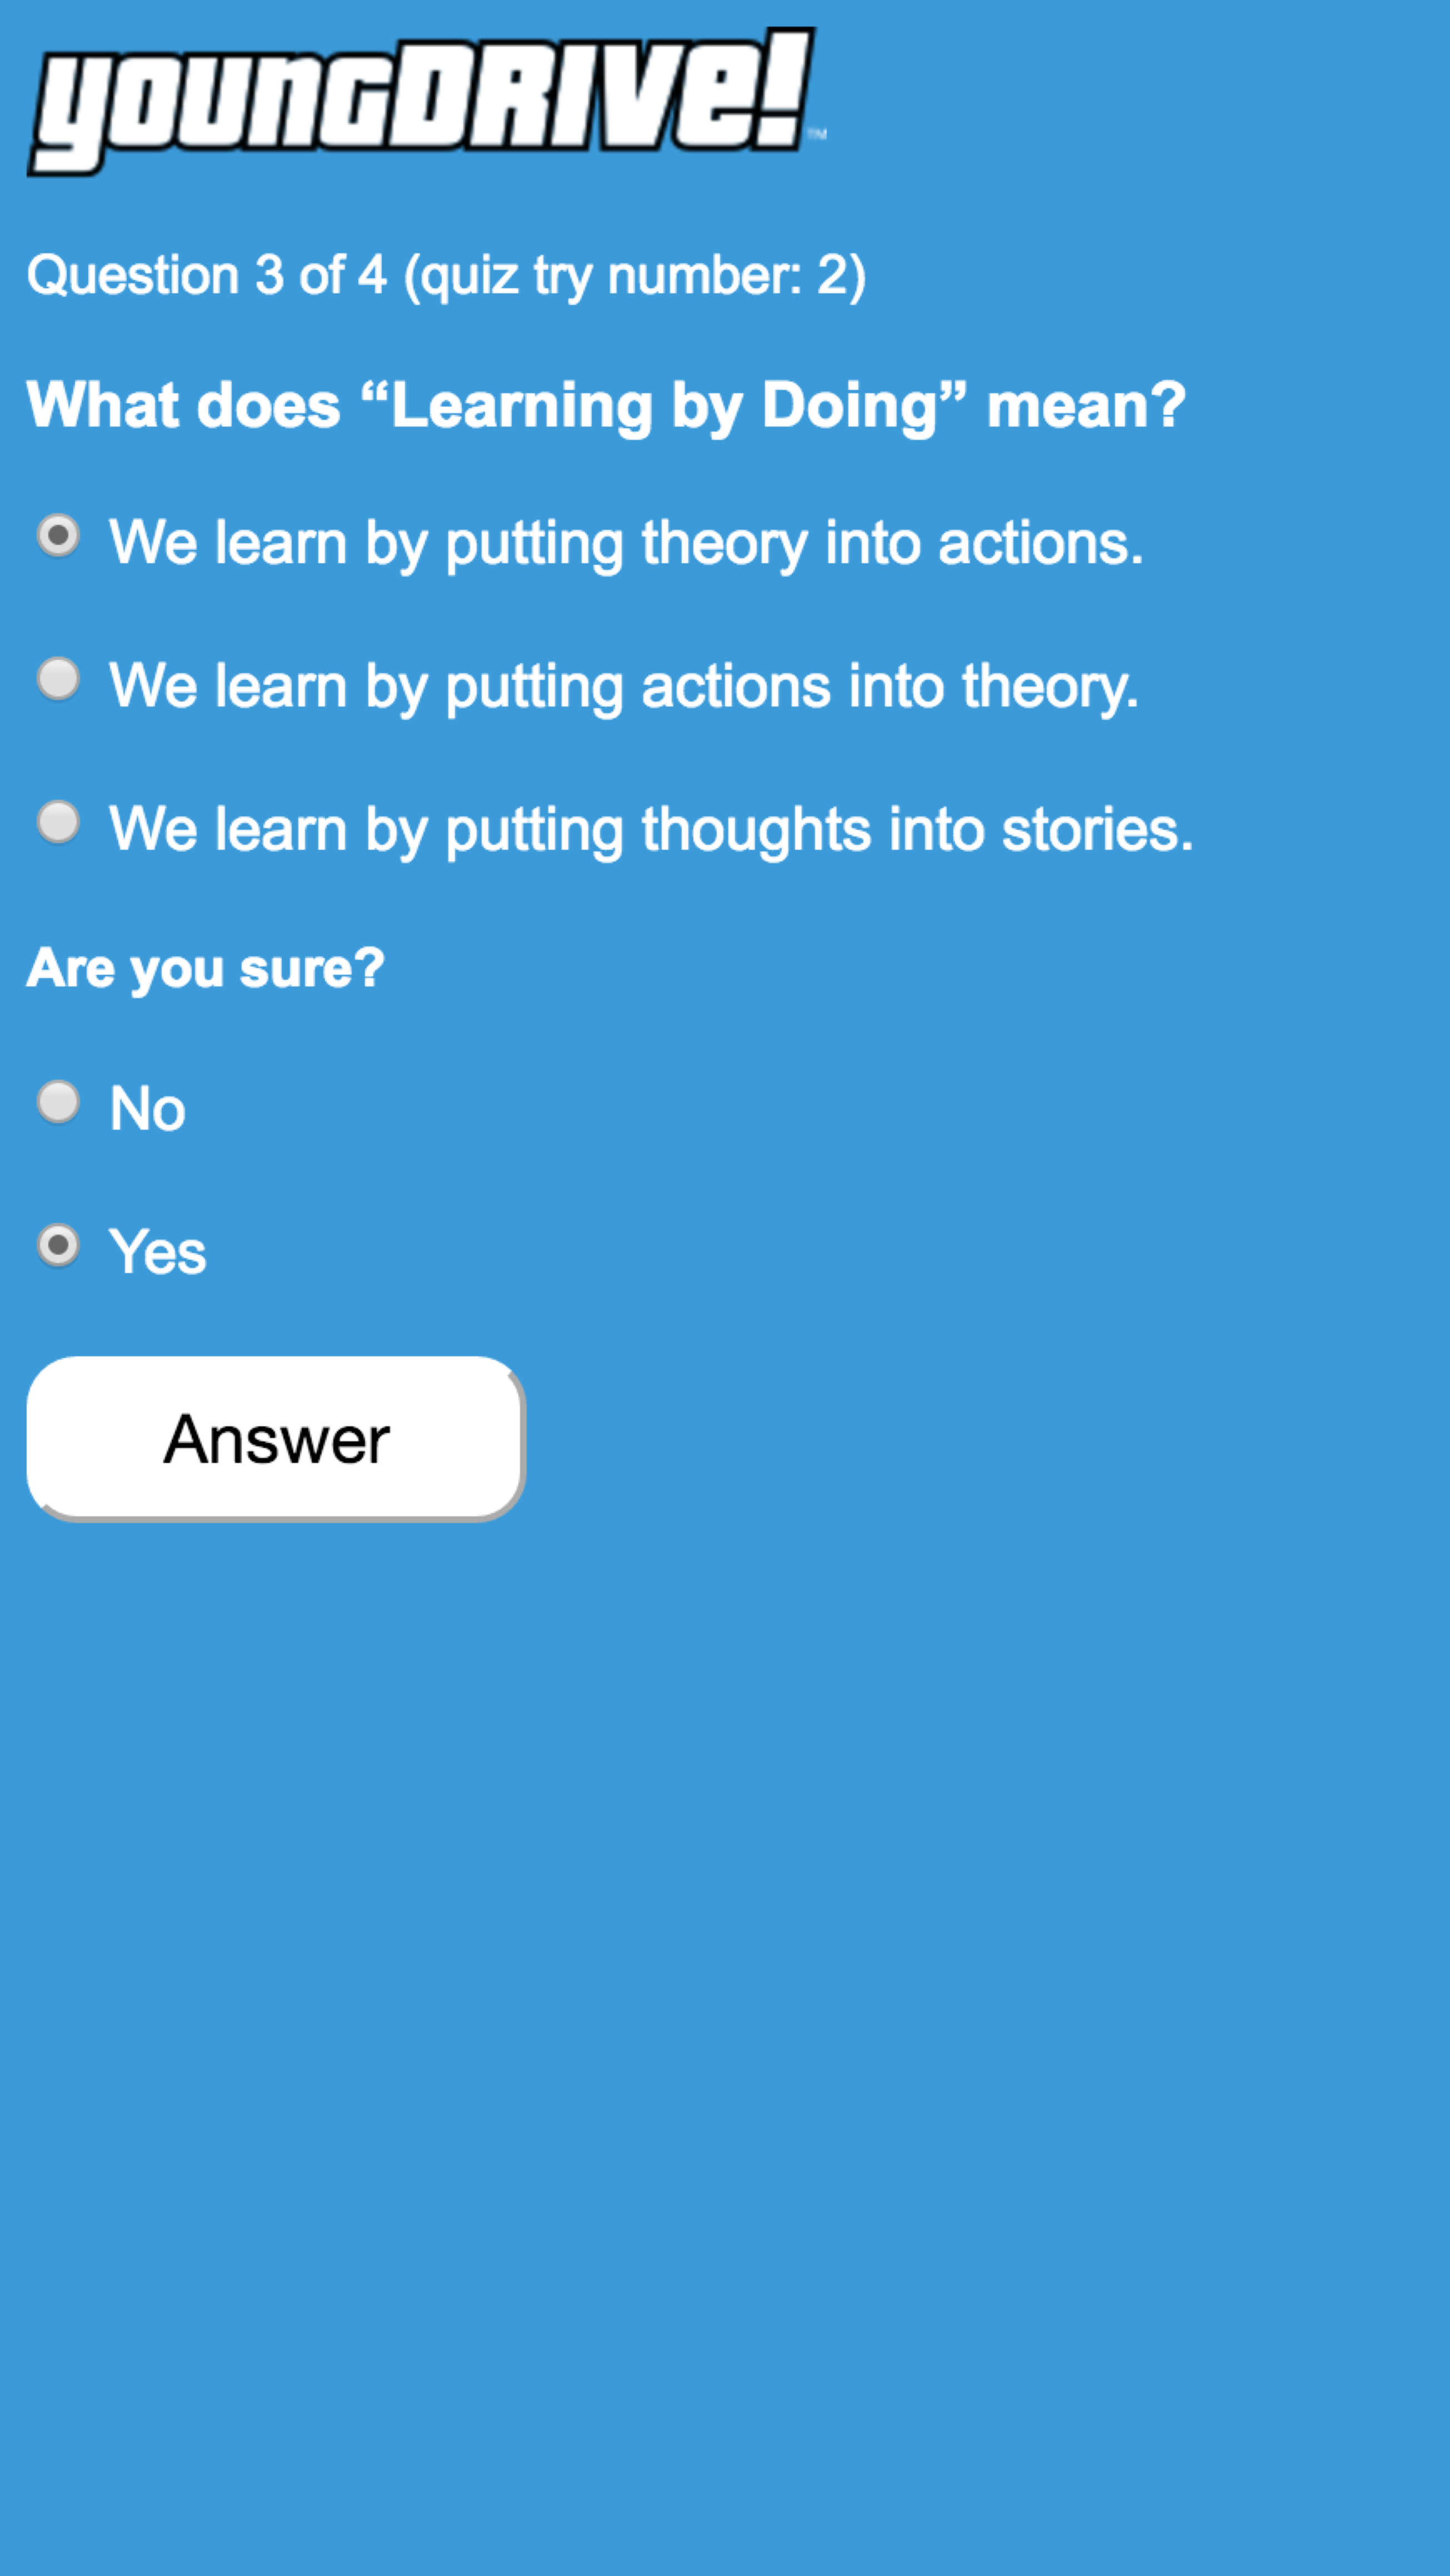 youngDRIVe!™
Question 3 of 4 (quiz try number: 2)
What does “Learning by Doing” mean?
We learn by putting theory into actions.
We learn by putting actions into theory.
We learn by putting thoughts into stories.
Are you sure?
No
Yes
Answer